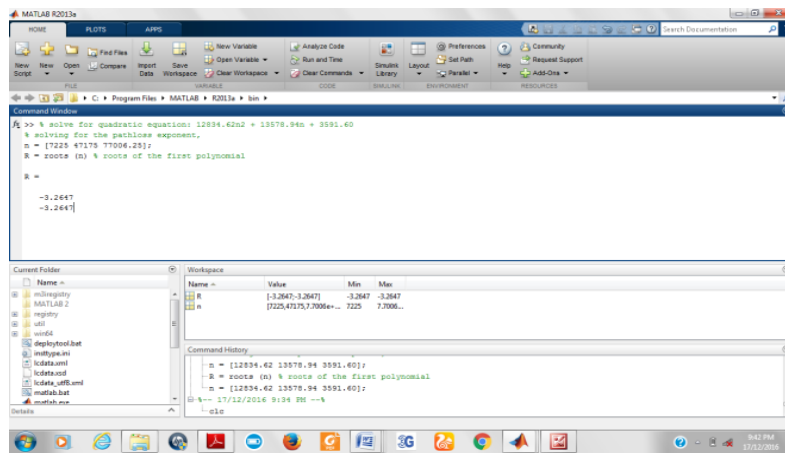 MATLAB R2013a
HOME PLOTS APPS
Search Documentation
New Script
New
Open
Find Files
Compare
Import Data
Save Workspace
New Variable
Open Variable
Clear Workspace
Analyze Code
Run and Time
Clear Commands
Simulink Library
Layout
Preferences
Set Path
Parallel
Help
Community
Request Support
Add-Ons
FILE VARIABLE CODE SIMULINK ENVIRONMENT RESOURCES
C: Program Files MATLAB R2013a bin
Command Window
fx >> % solve for quadratic equation: 12834.62n2 + 13578.94n + 3591.60
% solving for the pathloss exponent,
n = [7225 47175 77006.25];
R = roots (n) % roots of the first polynomial
R =
-3.2647
-3.2647
Current Folder
Name
m3iregistry
MATLAB 2
registry
util
win64
deploytool.bat
insttype.ini
lcdata.xml
lcdata.xsd
lcdata_utf8.xml
matlab.bat
matlab.exe
Details
Workspace
Name Value Min Max
R [-3.2647;-3.2647] -3.2647 -3.2647
n [7225,47175,7.7006e+... 7225 7.7006...
Command History
n = [12834.62 13578.94 3591.60];
R = roots (n) % roots of the first polynomial
n = [12834.62 13578.94 3591.60];
%-- 17/12/2016 9:34 PM --%
clc
9:42 PM
17/12/2016